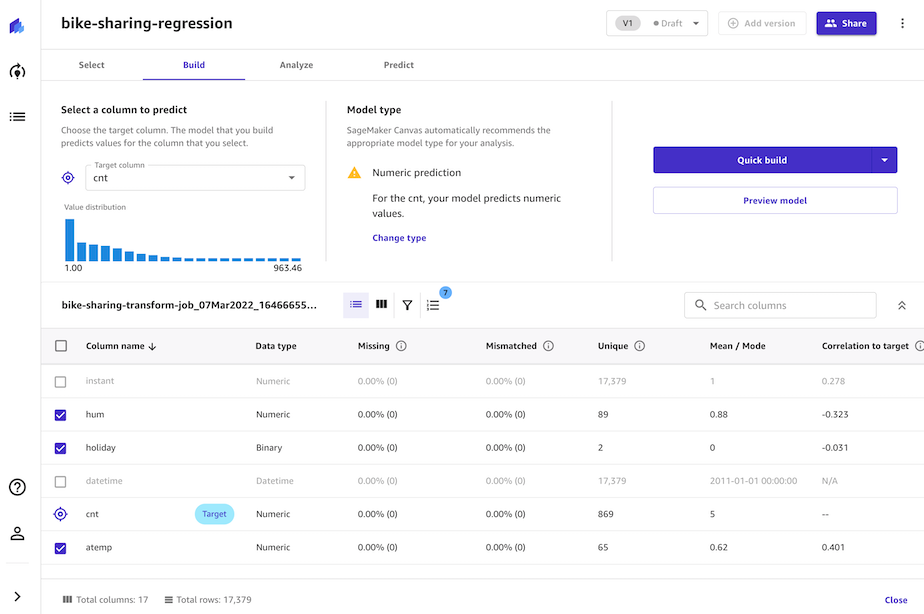 bike-sharing-regression
V1 Draft
Add version
Share
Select Build Analyze Predict
Select a column to predict
Choose the target column. The model that you build
predicts values for the column that you select.
Target column
cnt
Value distribution
1.00 963.46
Model type
SageMaker Canvas automatically recommends the
appropriate model type for your analysis.
Numeric prediction
For the cnt, your model predicts numeric
values.
Change type
Quick build
Preview model
bike-sharing-transform-job_07Mar2022_16466655...
7
Search columns
Column name Data type Missing Mismatched Unique Mean / Mode Correlation to target
instant Numeric 0.00% (0) 0.00% (0) 17,379 1 0.278
hum Numeric 0.00% (0) 0.00% (0) 89 0.88 -0.323
holiday Binary 0.00% (0) 0.00% (0) 2 0 -0.031
datetime Datetime 0.00% (0) 0.00% (0) 17,379 2011-01-01 00:00:00 N/A
cnt Target Numeric 0.00% (0) 0.00% (0) 869 5 --
atemp Numeric 0.00% (0) 0.00% (0) 65 0.62 0.401
Total columns: 17 Total rows: 17,379
Close